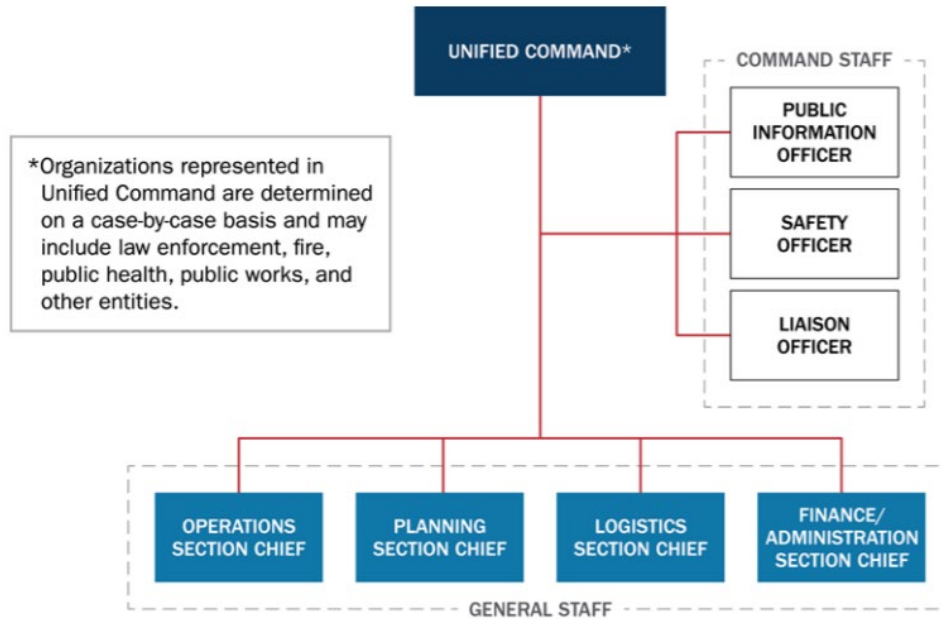 UNIFIED COMMAND*
COMMAND STAFF
PUBLIC
INFORMATION
OFFICER
SAFETY
OFFICER
LIAISON
OFFICER
*Organizations represented in
Unified Command are determined
on a case-by-case basis and may
include law enforcement, fire,
public health, public works, and
other entities.
OPERATIONS
SECTION CHIEF
PLANNING
SECTION CHIEF
LOGISTICS
SECTION CHIEF
FINANCE/
ADMINISTRATION
SECTION CHIEF
GENERAL STAFF